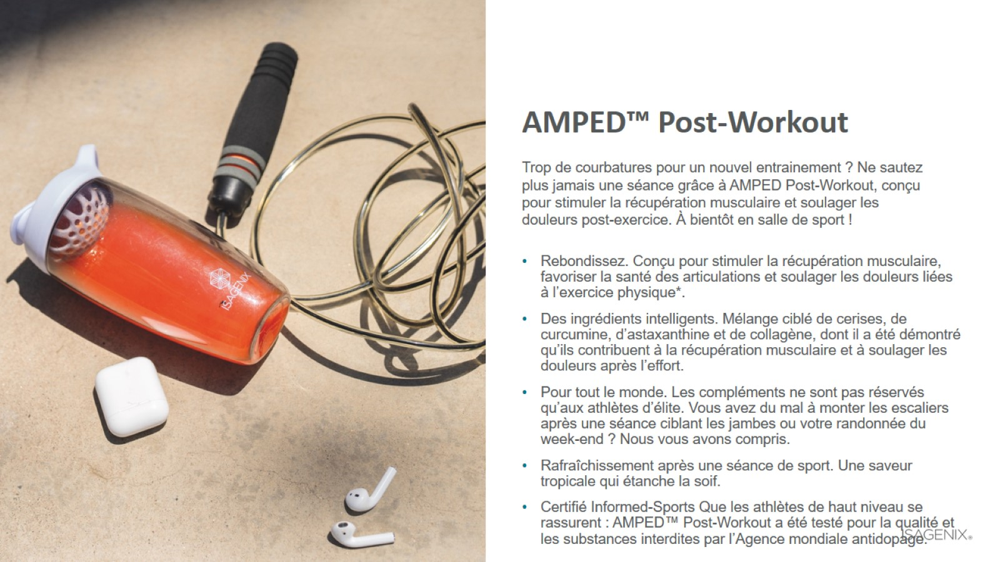 AMPED™ Post-Workout
Trop de courbatures pour un nouvel entrainement ? Ne sautez
plus jamais une séance grâce à AMPED Post-Workout, conçu
pour stimuler la récupération musculaire et soulager les
douleurs post-exercice. À bientôt en salle de sport !
• Rebondissez. Conçu pour stimuler la récupération musculaire,
favoriser la santé des articulations et soulager les douleurs liées
à l’exercice physique*.
• Des ingrédients intelligents. Mélange ciblé de cerises, de
curcumine, d’astaxanthine et de collagène, dont il a été démontré
qu’ils contribuent à la récupération musculaire et à soulager les
douleurs après l’effort.
• Pour tout le monde. Les compléments ne sont pas réservés
qu’aux athlètes d’élite. Vous avez du mal à monter les escaliers
après une séance ciblant les jambes ou votre randonnée du
week-end ? Nous vous avons compris.
• Rafraîchissement après une séance de sport. Une saveur
tropicale qui étanche la soif.
• Certifié Informed-Sports Que les athlètes de haut niveau se
rassurent : AMPED™ Post-Workout a été testé pour la qualité et
les substances interdites par l’Agence mondiale antidopage.
ISAGENIX®
ISAGENIX